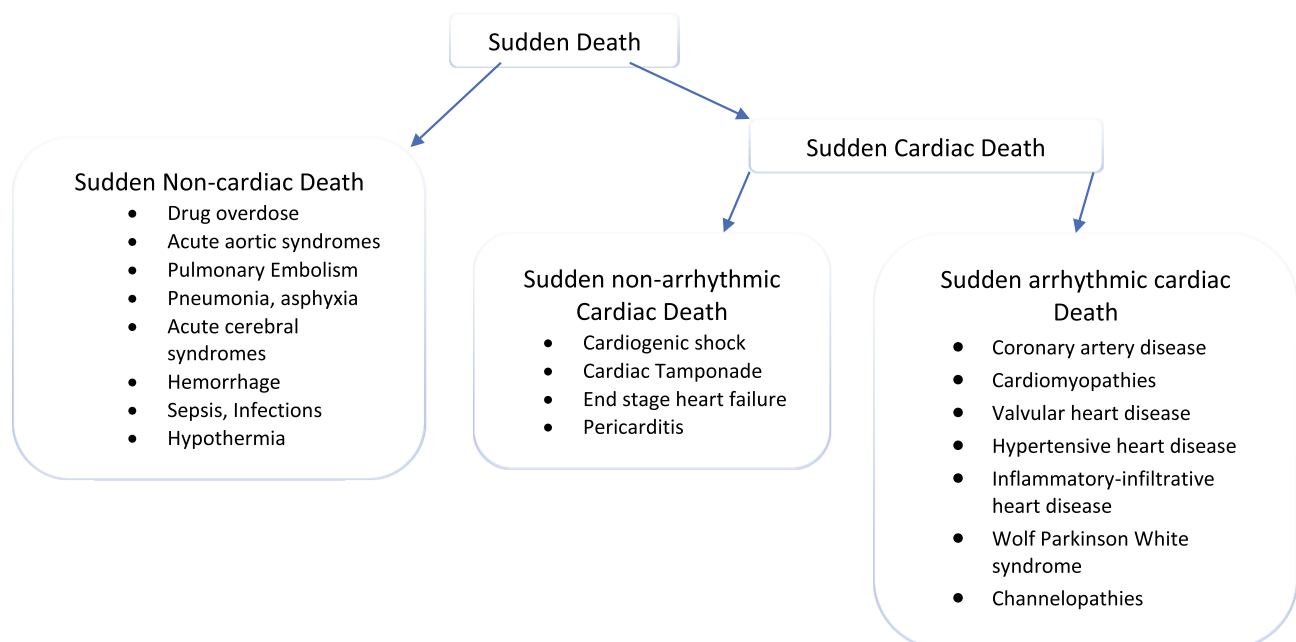 Sudden Death
Sudden Cardiac Death
Sudden Non-cardiac Death
• Drug overdose
• Acute aortic syndromes
• Pulmonary Embolism
• Pneumonia, asphyxia
• Acute cerebral
syndromes
• Hemorrhage
• Sepsis, Infections
• Hypothermia
Sudden non-arrhythmic
Cardiac Death
• Cardiogenic shock
• Cardiac Tamponade
• End stage heart failure
• Pericarditis
Sudden arrhythmic cardiac
Death
• Coronary artery disease
• Cardiomyopathies
• Valvular heart disease
• Hypertensive heart disease
• Inflammatory-infiltrative
heart disease
• Wolf Parkinson White
syndrome
• Channelopathies